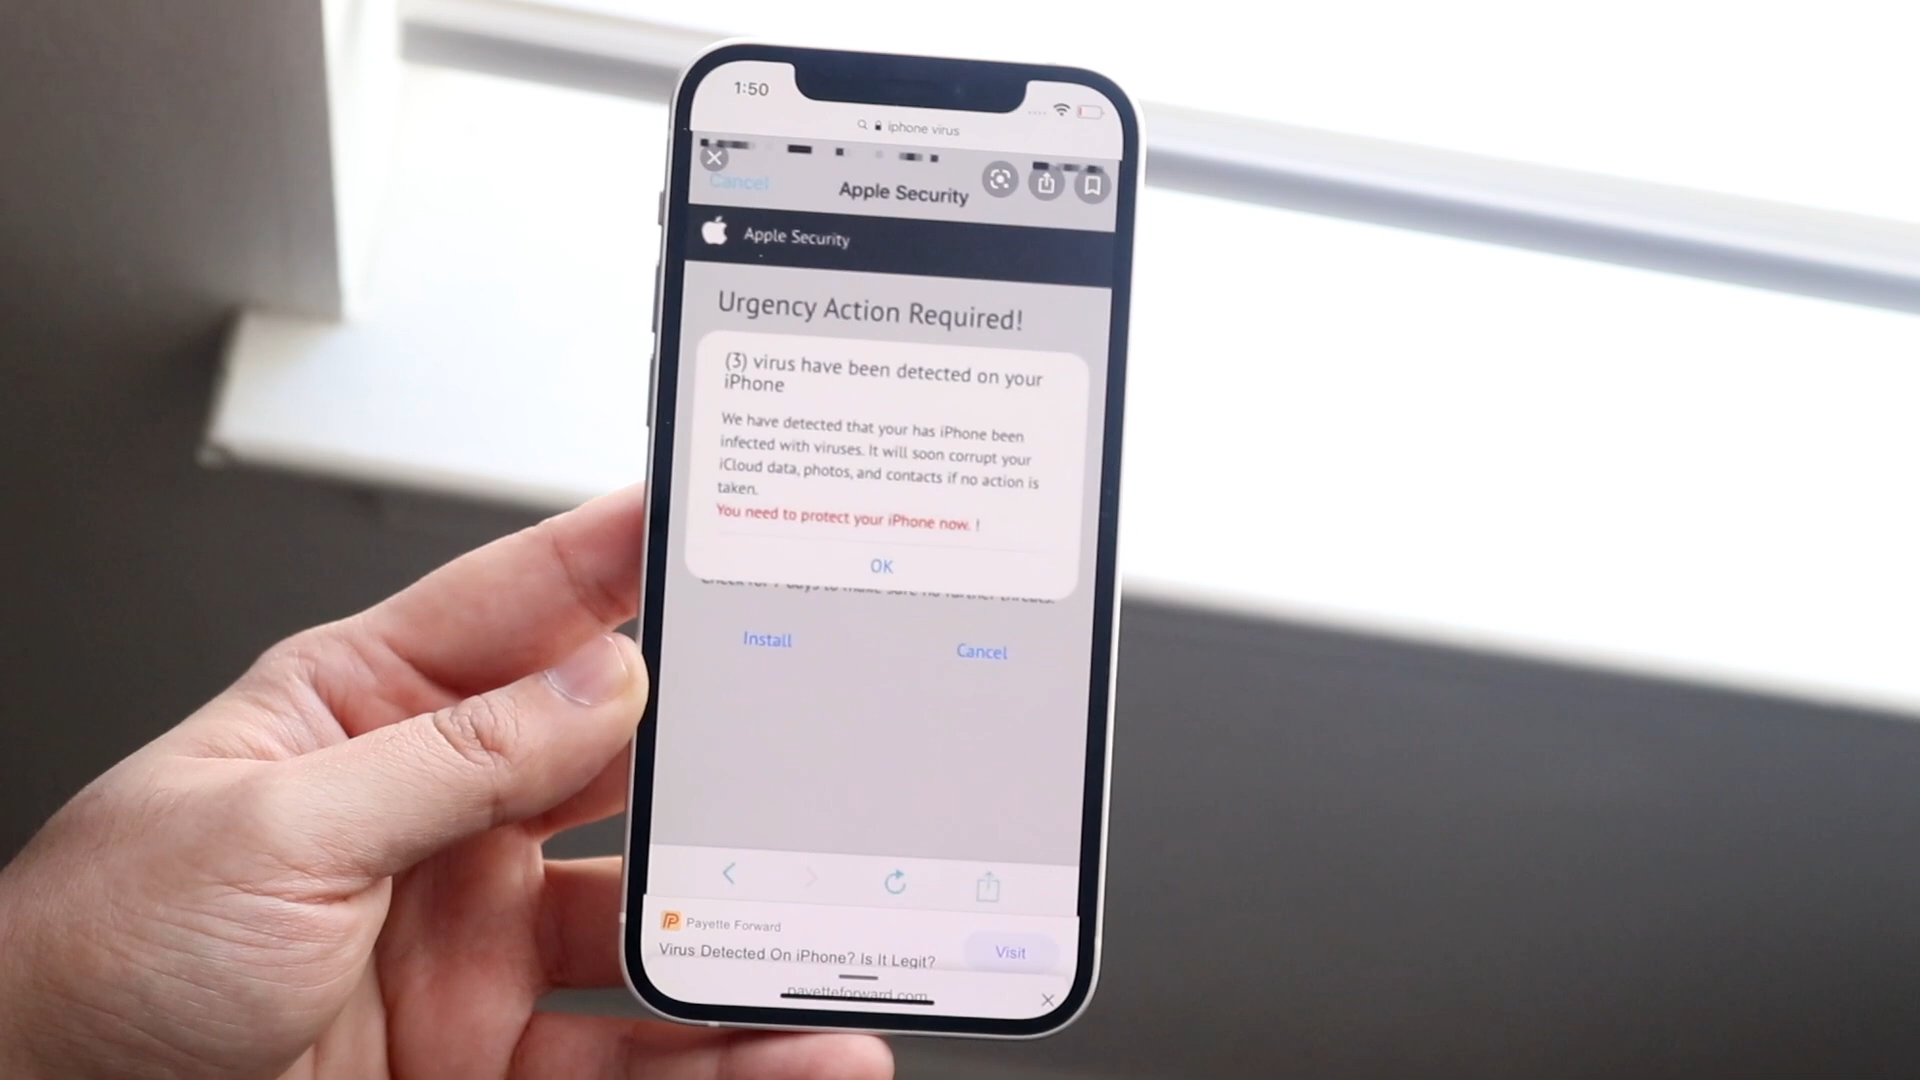 1:50
iphone virus
Cancel
Apple Security
Apple Security
Urgency Action Required!
(3) virus have been detected on your
iPhone
We have detected that your has iPhone been
infected with viruses. It will soon corrupt your
iCloud data, photos, and contacts if no action is
taken.
You need to protect your iPhone now. !
OK
Install
Cancel
Payette Forward
Virus Detected On iPhone? Is It Legit?
Visit
payetteforward.com